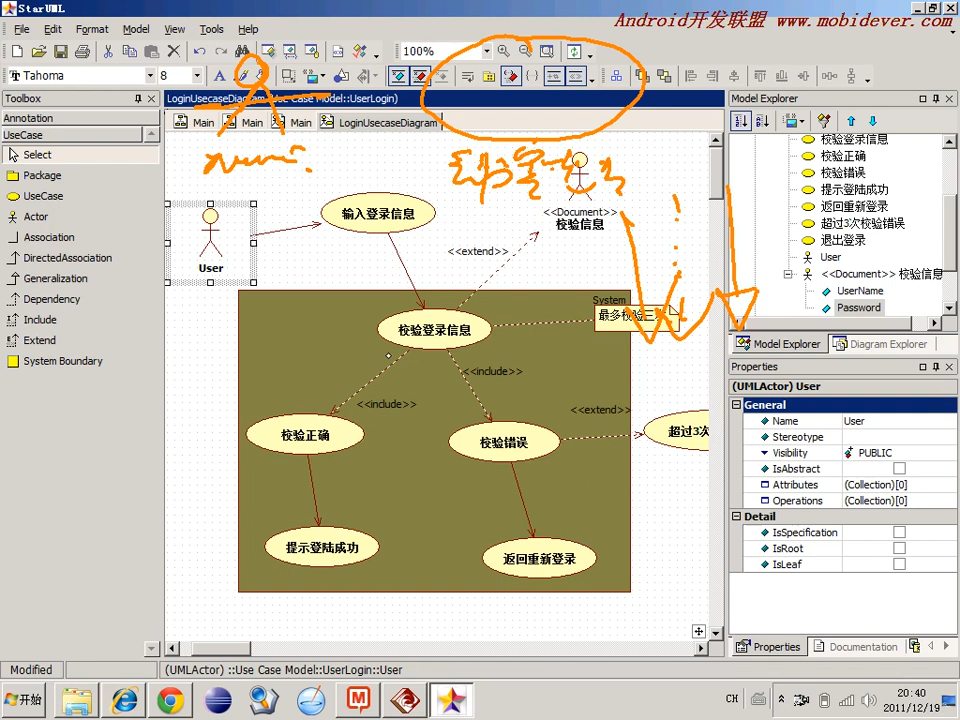 StarUML
Android开发联盟 www.mobidever.com
File Edit Format Model View Tools Help
100%
Tahoma 8
Toolbox
LoginUsecaseDiagram (Use Case Model::UserLogin)
Model Explorer
Annotation
UseCase
Main Main Main LoginUsecaseDiagram
Select
Package
UseCase
Actor
Association
DirectedAssociation
Generalization
Dependency
Include
Extend
System Boundary
User
输入登录信息
<<Document>>
校验信息
<<extend>>
System
校验登录信息
最多校验三次
<<include>>
<<include>>
<<extend>>
校验正确
校验错误
超过3次
提示登陆成功
返回重新登录
校验登录信息
校验正确
校验错误
提示登陆成功
返回重新登录
超过3次校验错误
退出登录
User
<<Document>> 校验信息
UserName
Password
Model Explorer Diagram Explorer
Properties
(UMLActor) User
General
Name User
Stereotype
Visibility PUBLIC
IsAbstract
Attributes (Collection)[0]
Operations (Collection)[0]
Detail
IsSpecification
IsRoot
IsLeaf
Properties Documentation
Modified (UMLActor) ::Use Case Model::UserLogin::User
开始
CH
20:40
2011/12/19